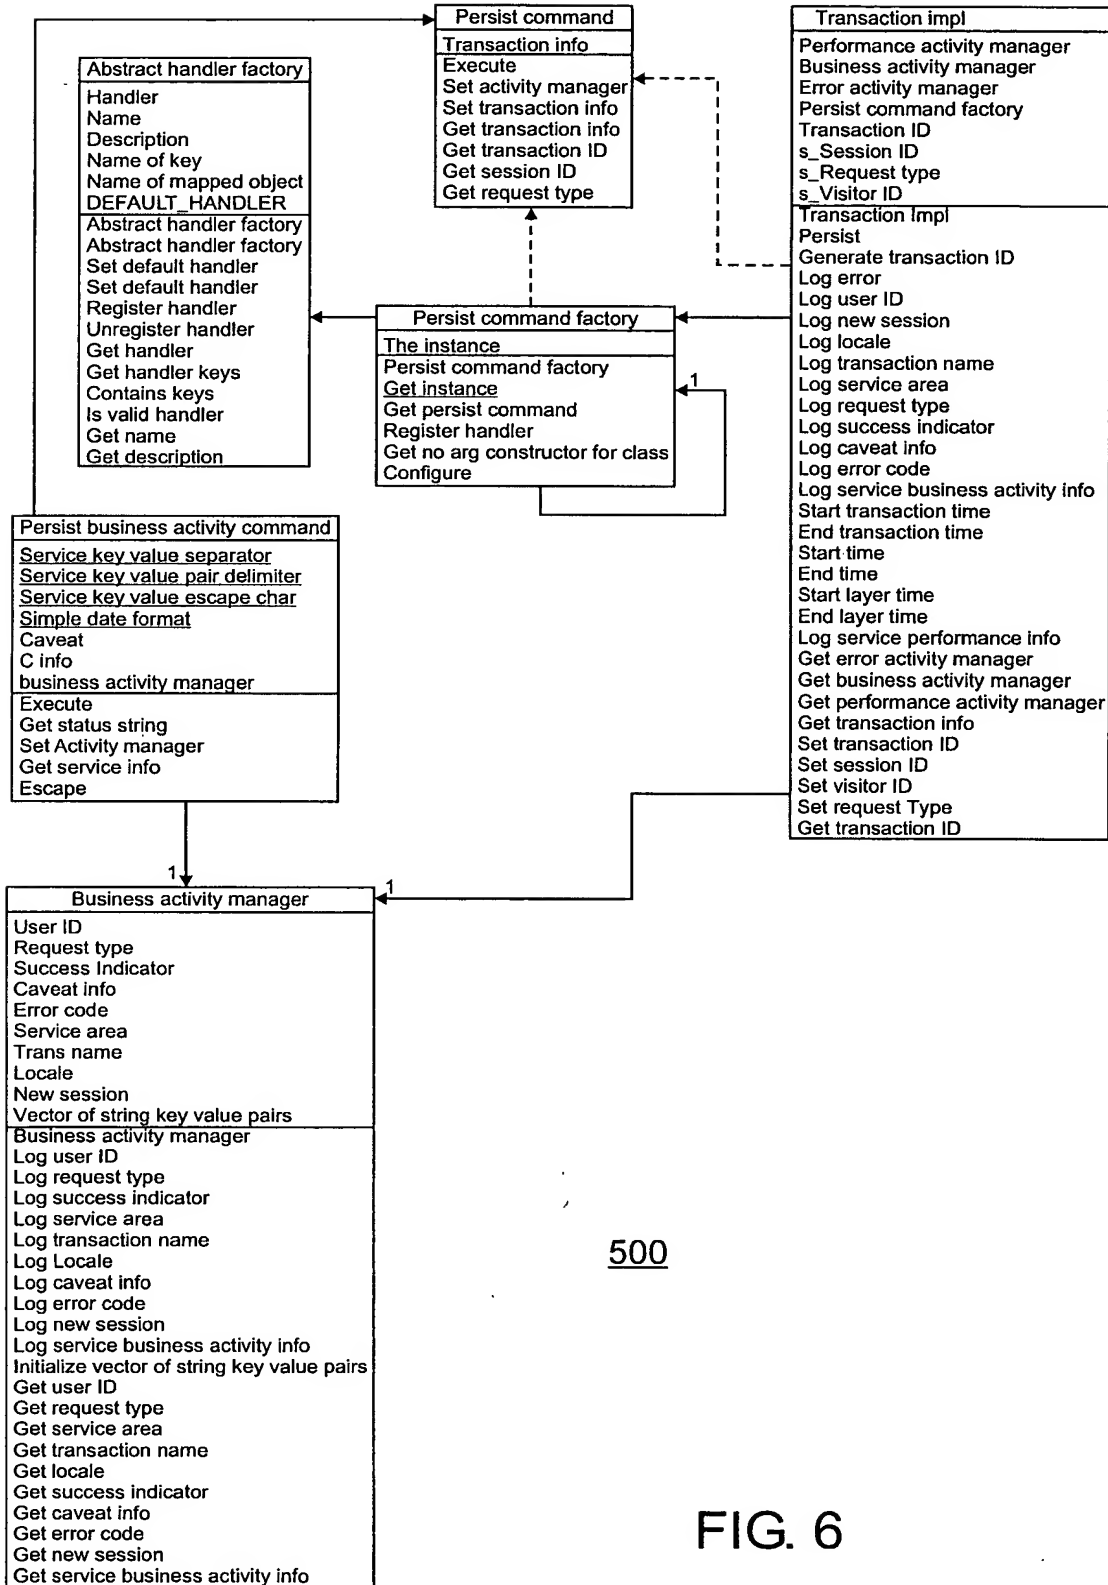 Persist command
Transaction info
Execute
Set activity manager
Set transaction info
Get transaction info
Get transaction ID
Get session ID
Get request type
Transaction impl
Performance activity manager
Business activity manager
Error activity manager
Persist command factory
Transaction ID
s_Session ID
s_Request type
s_Visitor ID
Transaction Impl
Persist
Generate transaction ID
Log error
Log user ID
Log new session
Log locale
Log transaction name
Log service area
Log request type
Log success indicator
Log caveat info
Log error code
Log service business activity info
Start transaction time
End transaction time
Start time
End time
Start layer time
End layer time
Log service performance info
Get error activity manager
Get business activity manager
Get performance activity manager
Get transaction info
Set transaction ID
Set session ID
Set visitor ID
Set request Type
Get transaction ID
Abstract handler factory
Handler
Name
Description
Name of key
Name of mapped object
DEFAULT_HANDLER
Abstract handler factory
Abstract handler factory
Set default handler
Set default handler
Register handler
Unregister handler
Get handler
Get handler keys
Contains keys
Is valid handler
Get name
Get description
Persist command factory
The instance
Persist command factory
Get instance
Get persist command
Register handler
Get no arg constructor for class
Configure
1
Persist business activity command
Service key value separator
Service key value pair delimiter
Service key value escape char
Simple date format
Caveat
C info
business activity manager
Execute
Get status string
Set Activity manager
Get service info
Escape
1
1
Business activity manager
User ID
Request type
Success Indicator
Caveat info
Error code
Service area
Trans name
Locale
New session
Vector of string key value pairs
Business activity manager
Log user ID
Log request type
Log success indicator
Log service area
Log transaction name
Log Locale
Log caveat info
Log error code
Log new session
Log service business activity info
Initialize vector of string key value pairs
Get user ID
Get request type
Get service area
Get transaction name
Get locale
Get success indicator
Get caveat info
Get error code
Get new session
Get service business activity info
500
FIG. 6